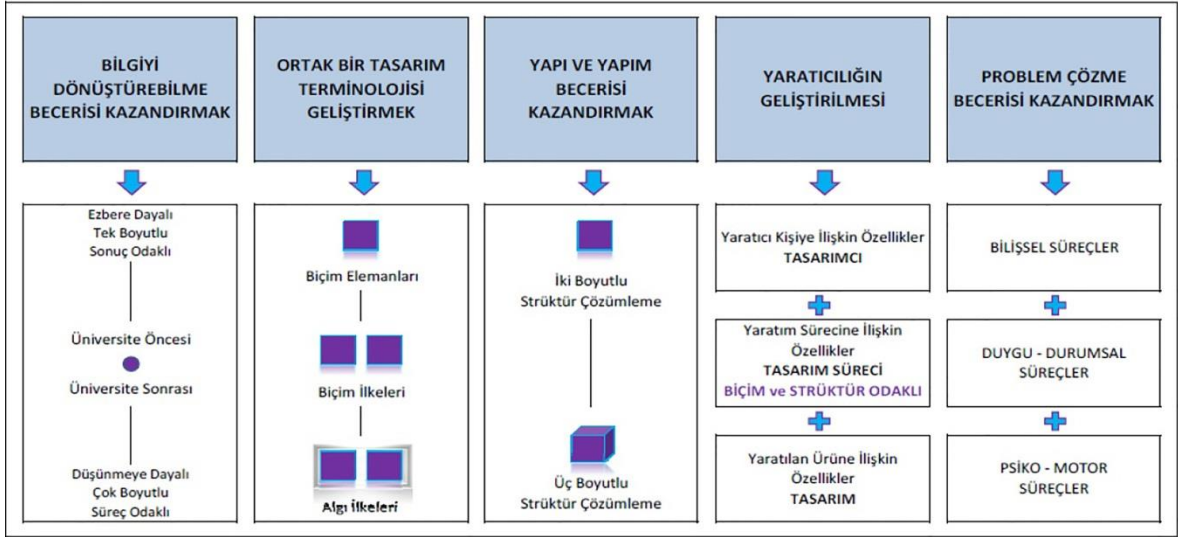 BİLGİYİ
DÖNÜŞTÜREBİLME
BECERİSİ KAZANDIRMAK
Ezbere Dayalı
Tek Boyutlu
Sonuç Odaklı
Üniversite Öncesi
Üniversite Sonrası
Düşünmeye Dayalı
Çok Boyutlu
Süreç Odaklı
ORTAK BİR TASARIM
TERMİNOLOJİSİ
GELİŞTİRMEK
Biçim Elemanları
Biçim İlkeleri
Algı İlkeleri
YAPI VE YAPIM
BECERİSİ
KAZANDIRMAK
İki Boyutlu
Strüktür Çözümleme
Üç Boyutlu
Strüktür Çözümleme
YARATICILIĞIN
GELİŞTİRİLMESİ
Yaratıcı Kişiye İlişkin Özellikler
TASARIMCI
Yaratım Sürecine İlişkin
Özellikler
TASARIM SÜRECİ
BİÇİM ve STRÜKTÜR ODAKLI
Yaratılan Ürüne İlişkin
Özellikler
TASARIM
PROBLEM ÇÖZME
BECERİSİ KAZANDIRMAK
BİLİŞSEL SÜREÇLER
DUYGU - DURUMSAL
SÜREÇLER
PSİKO - MOTOR
SÜREÇLER